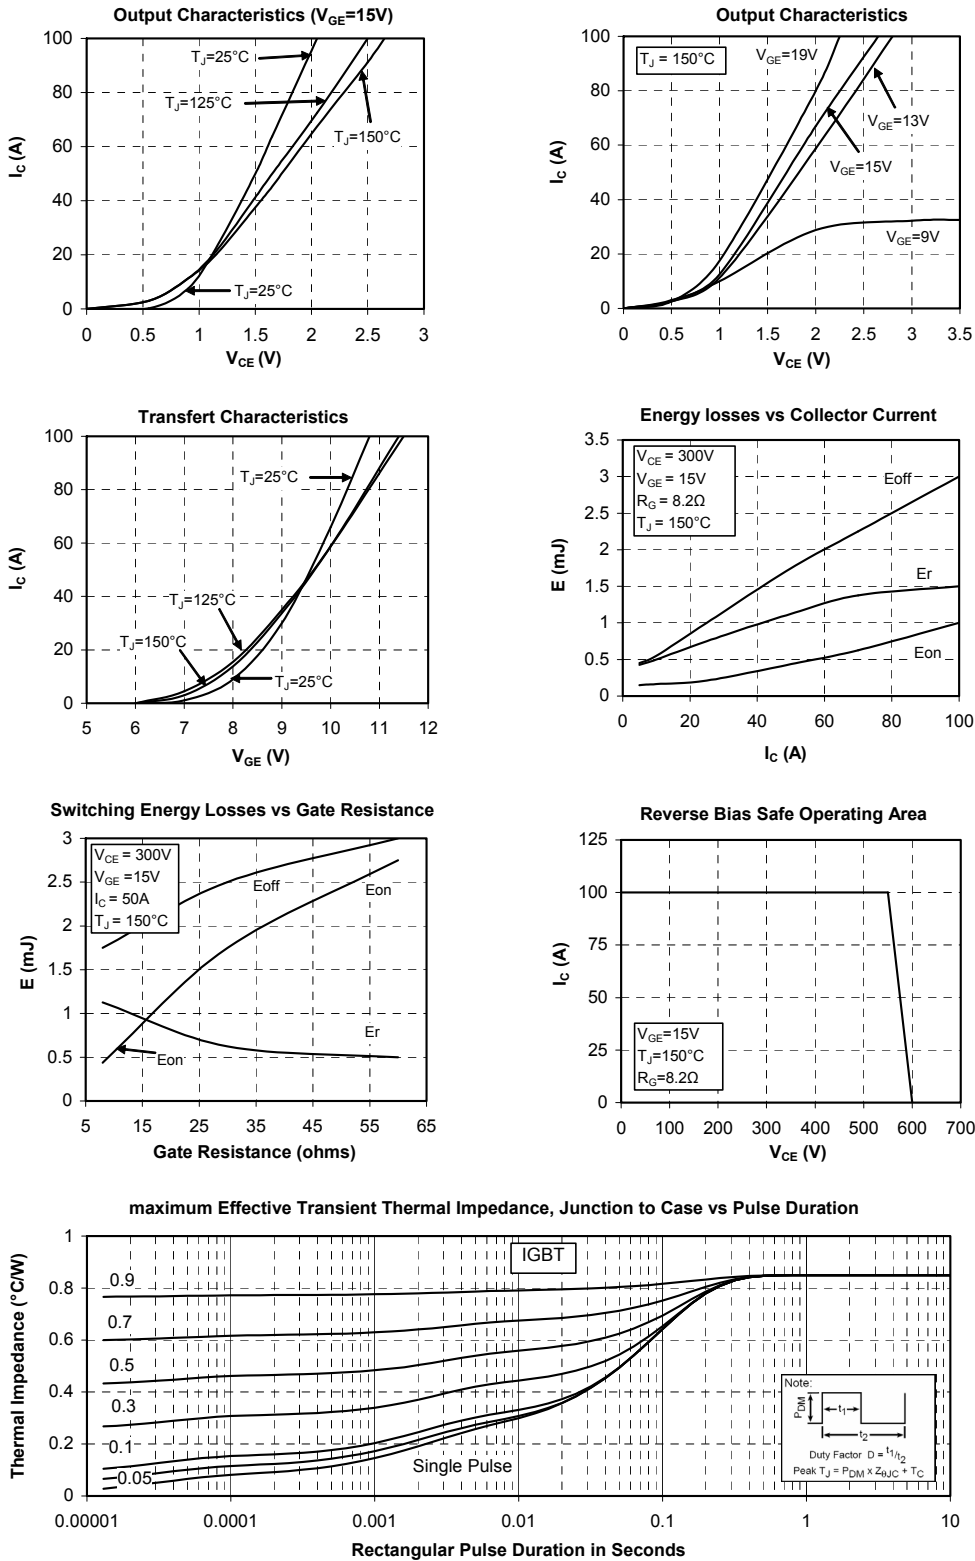 Output Characteristics (VGE=15V)
100
80
60
40
20
0
IC (A)
TJ=25°C
TJ=125°C
TJ=150°C
TJ=25°C
0 0.5 1 1.5 2 2.5 3
VCE (V)
Output Characteristics
100
80
60
40
20
0
IC (A)
TJ = 150°C
VGE=19V
VGE=13V
VGE=15V
VGE=9V
0 0.5 1 1.5 2 2.5 3 3.5
VCE (V)
Transfert Characteristics
100
80
60
40
20
0
IC (A)
TJ=25°C
TJ=125°C
TJ=150°C
TJ=25°C
5 6 7 8 9 10 11 12
VGE (V)
Energy losses vs Collector Current
3.5
3
2.5
2
1.5
1
0.5
0
E (mJ)
VCE = 300V
VGE = 15V
RG = 8.2Ω
TJ = 150°C
Eoff
Er
Eon
0 20 40 60 80 100
IC (A)
Switching Energy Losses vs Gate Resistance
3
2.5
2
1.5
1
0.5
0
E (mJ)
VCE = 300V
VGE =15V
IC = 50A
TJ = 150°C
Eoff
Eon
Er
Eon
5 15 25 35 45 55 65
Gate Resistance (ohms)
Reverse Bias Safe Operating Area
125
100
75
50
25
0
IC (A)
VGE=15V
TJ=150°C
RG=8.2Ω
0 100 200 300 400 500 600 700
VCE (V)
maximum Effective Transient Thermal Impedance, Junction to Case vs Pulse Duration
1
0.8
0.6
0.4
0.2
0
Thermal Impedance (°C/W)
IGBT
0.9
0.7
0.5
0.3
0.1
0.05
Single Pulse
Note:
PDM
t1
t2
Duty Factor D = t1/t2
Peak TJ = PDM x ZθJC + TC
0.00001 0.0001 0.001 0.01 0.1 1 10
Rectangular Pulse Duration in Seconds